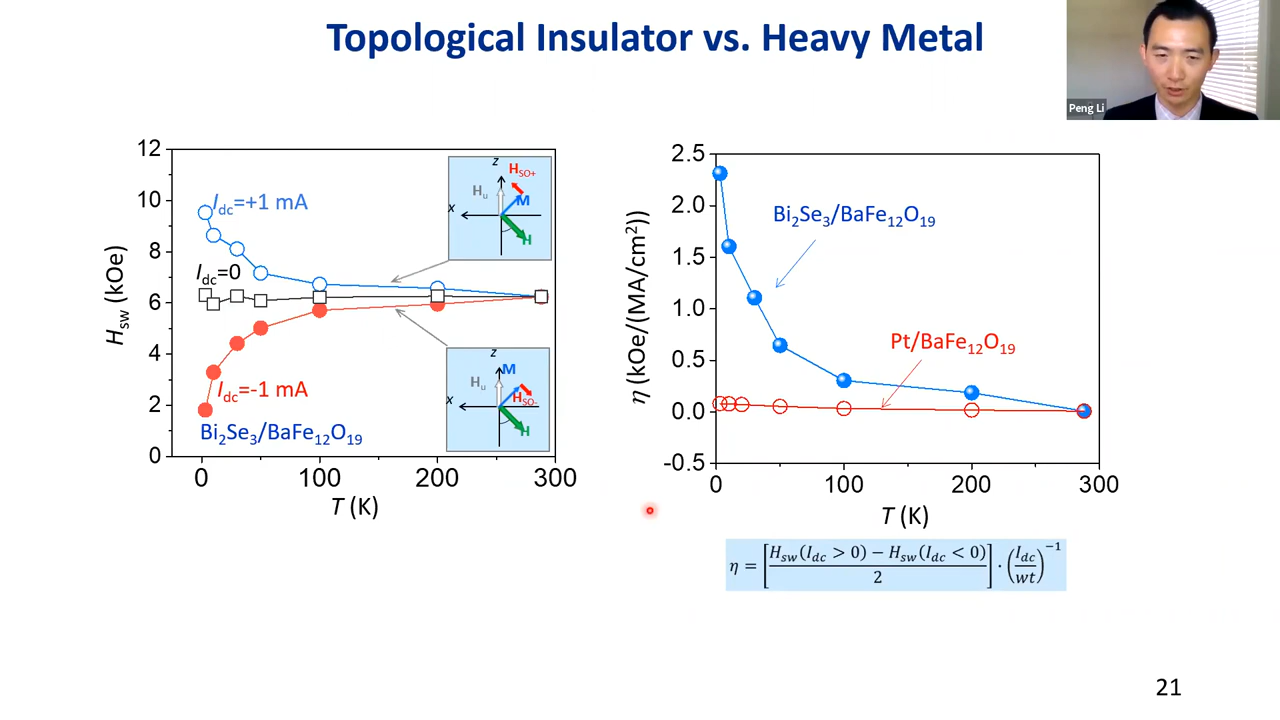 Topological Insulator vs. Heavy Metal
Peng Li
12
10
8
6
4
2
0
H_sw (kOe)
0 100 200 300
T (K)
I_dc=+1 mA
I_dc=0
I_dc=-1 mA
Bi₂Se₃/BaFe₁₂O₁₉
z
H_SO+
H_u
M
x
H
z
M
H_u
x
H_SO-
H
2.5
2.0
1.5
1.0
0.5
0.0
-0.5
η (kOe/(MA/cm²))
0 100 200 300
T (K)
Bi₂Se₃/BaFe₁₂O₁₉
Pt/BaFe₁₂O₁₉
η = [H_sw(I_dc > 0) − H_sw(I_dc < 0) / 2] · (I_dc / wt)⁻¹
21